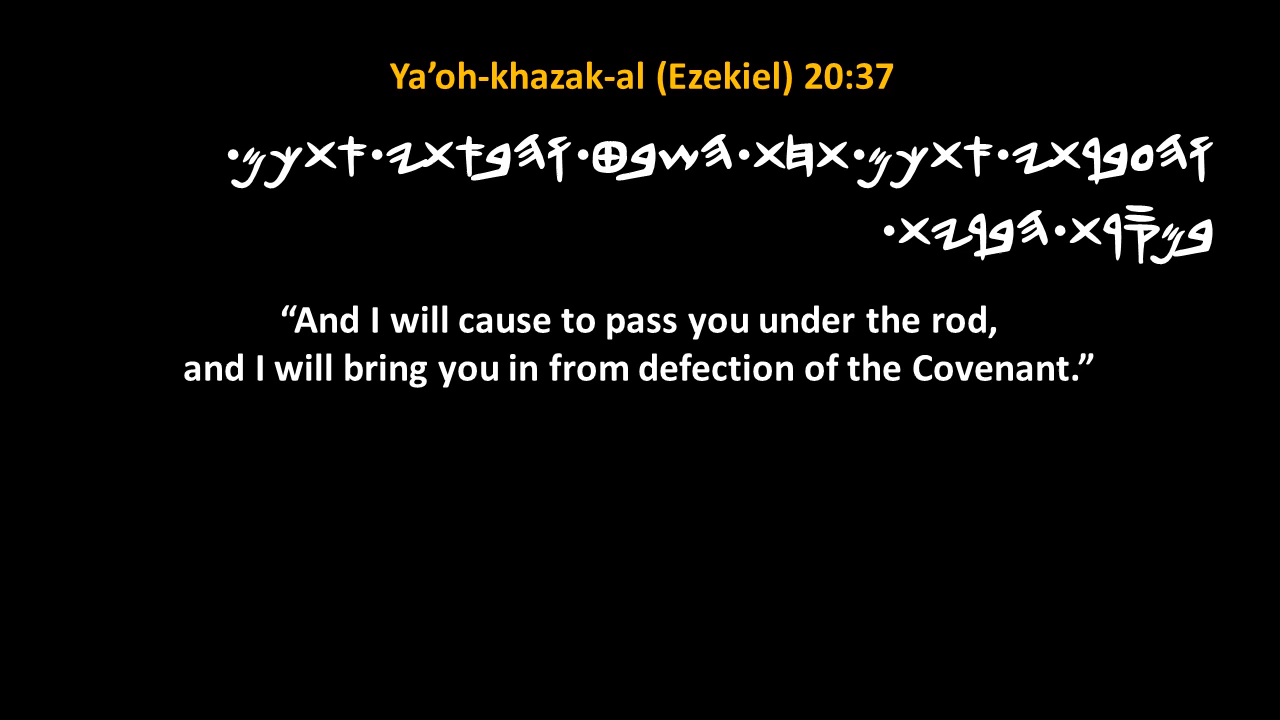 Ya’oh-khazak-al (Ezekiel) 20:37
𐤅𐤄𐤏𐤁𐤓𐤕𐤉•𐤀𐤕𐤊𐤌•𐤕𐤇𐤕•𐤄𐤔𐤁𐤈•𐤅𐤄𐤁𐤀𐤕𐤉•𐤀𐤕𐤊𐤌•
𐤁𐤌𐤎𐤓𐤕•𐤄𐤁𐤓𐤉𐤕•
“And I will cause to pass you under the rod,
and I will bring you in from defection of the Covenant.”